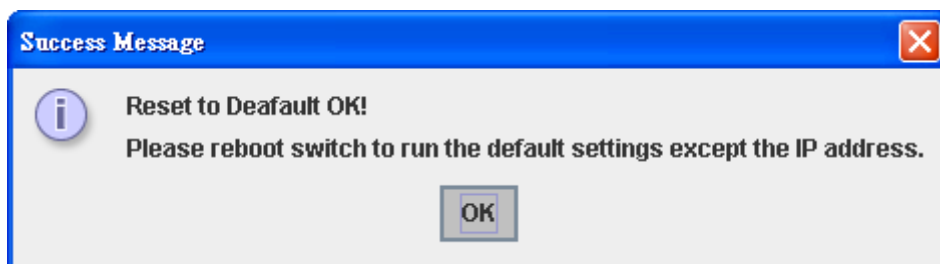 Success Message
Reset to Deafault OK!
Please reboot switch to run the default settings except the IP address.
OK